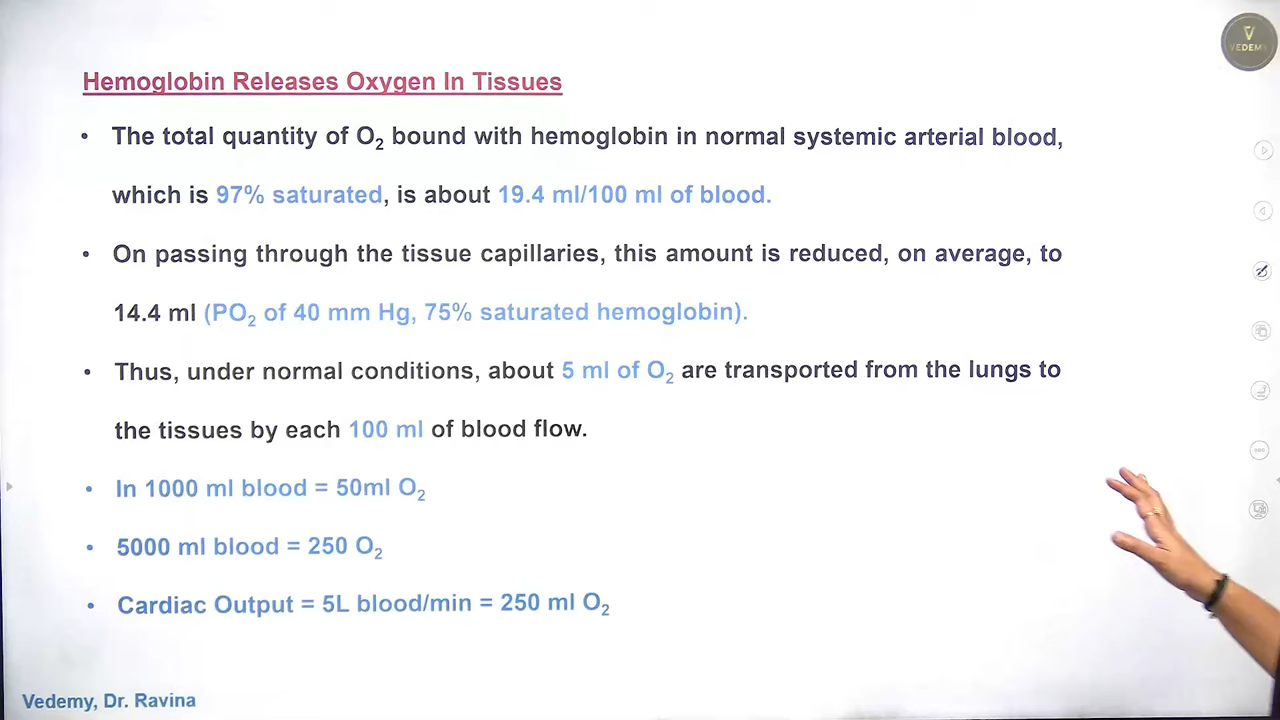 VEDEMY
Hemoglobin Releases Oxygen In Tissues
• The total quantity of O₂ bound with hemoglobin in normal systemic arterial blood,
which is 97% saturated, is about 19.4 ml/100 ml of blood.
• On passing through the tissue capillaries, this amount is reduced, on average, to
14.4 ml (PO₂ of 40 mm Hg, 75% saturated hemoglobin).
• Thus, under normal conditions, about 5 ml of O₂ are transported from the lungs to
the tissues by each 100 ml of blood flow.
• In 1000 ml blood = 50ml O₂
• 5000 ml blood = 250 O₂
• Cardiac Output = 5L blood/min = 250 ml O₂
Vedemy, Dr. Ravina